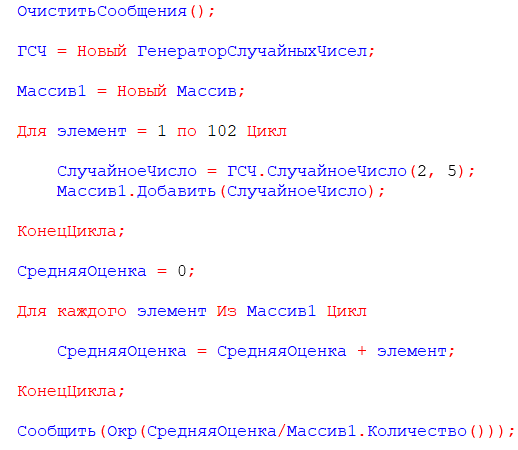 ОчиститьСообщения();
ГСЧ = Новый ГенераторСлучайныхЧисел;
Массив1 = Новый Массив;
Для элемент = 1 по 102 Цикл
СлучайноеЧисло = ГСЧ.СлучайноеЧисло(2, 5);
Массив1.Добавить(СлучайноеЧисло);
КонецЦикла;
СредняяОценка = 0;
Для каждого элемент Из Массив1 Цикл
СредняяОценка = СредняяОценка + элемент;
КонецЦикла;
Сообщить(Окр(СредняяОценка/Массив1.Количество()));